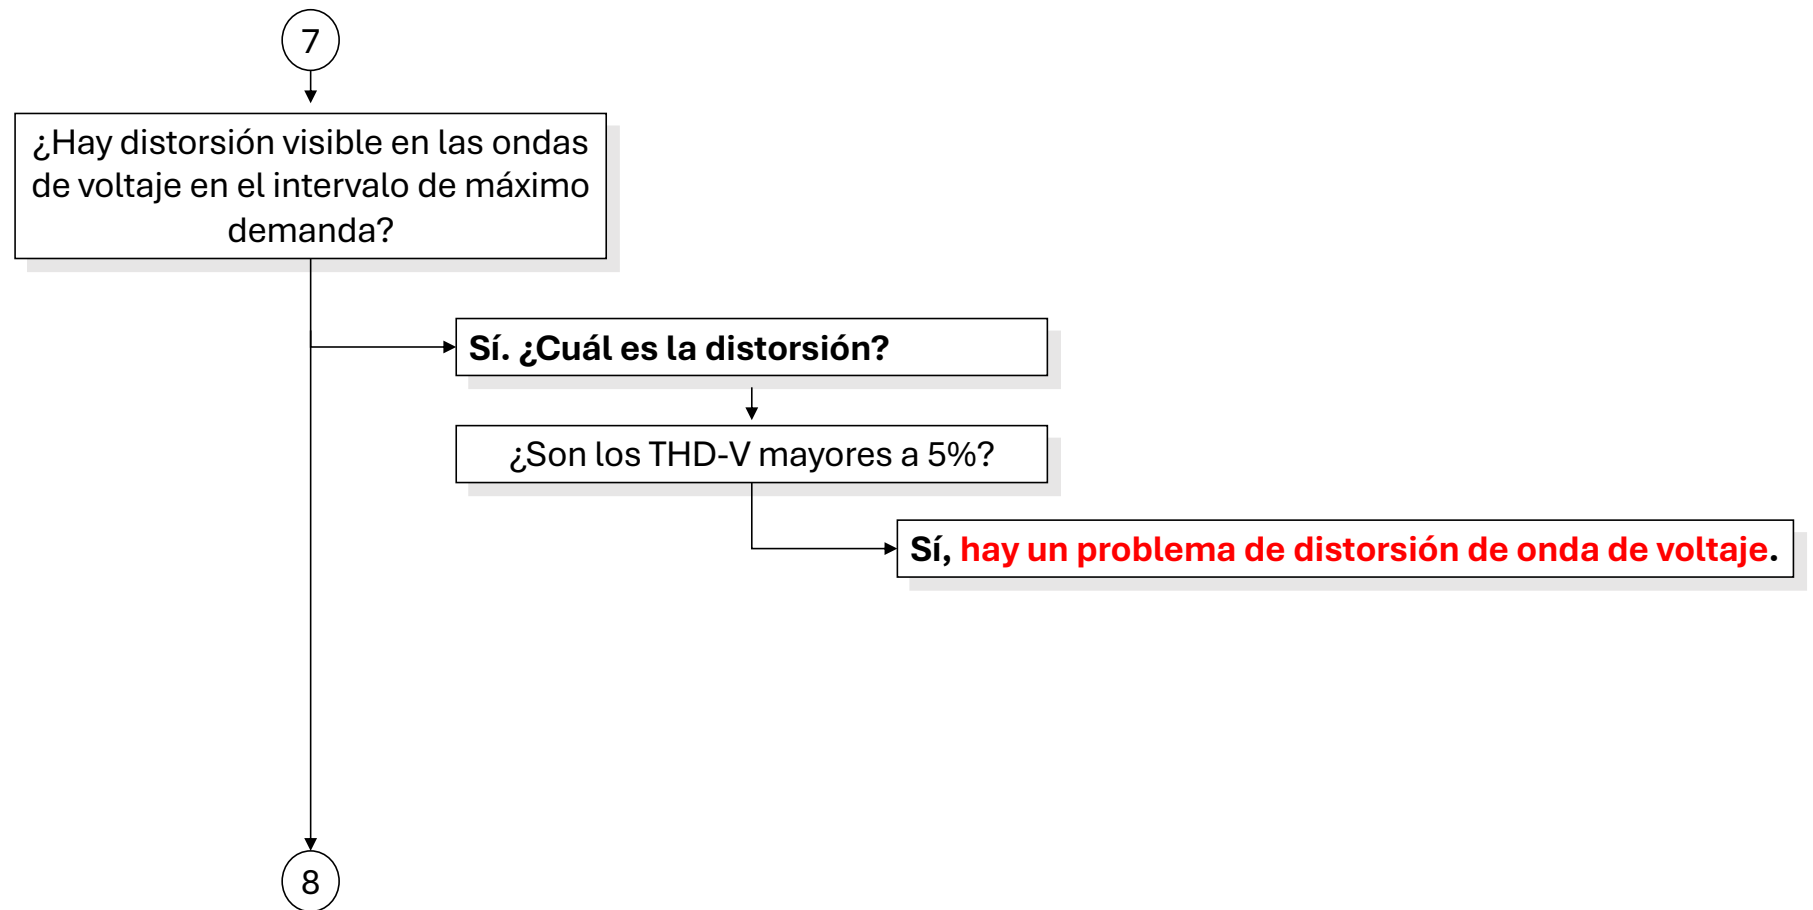 7
¿Hay distorsión visible en las ondas
de voltaje en el intervalo de máximo
demanda?
Sí. ¿Cuál es la distorsión?
¿Son los THD-V mayores a 5%?
Sí, hay un problema de distorsión de onda de voltaje.
8